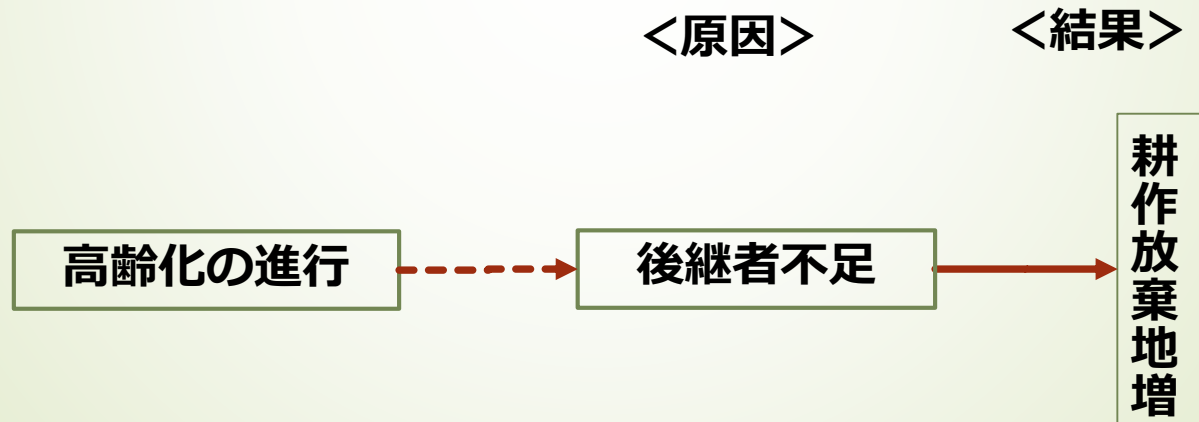 ＜原因＞
＜結果＞
高齢化の進行
後継者不足
耕作放棄地増